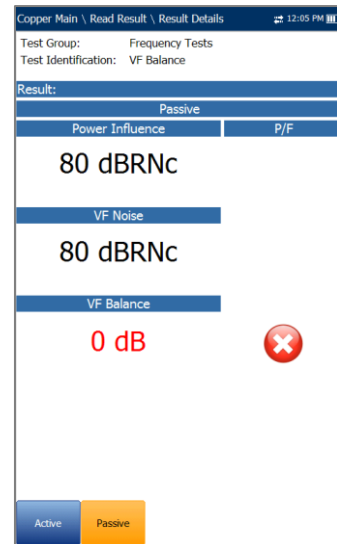 Copper Main \ Read Result \ Result Details 12:05 PM
Test Group: Frequency Tests
Test Identification: VF Balance
Result:
Passive
Power Influence P/F
80 dBRNc
VF Noise
80 dBRNc
VF Balance
0 dB
Active Passive